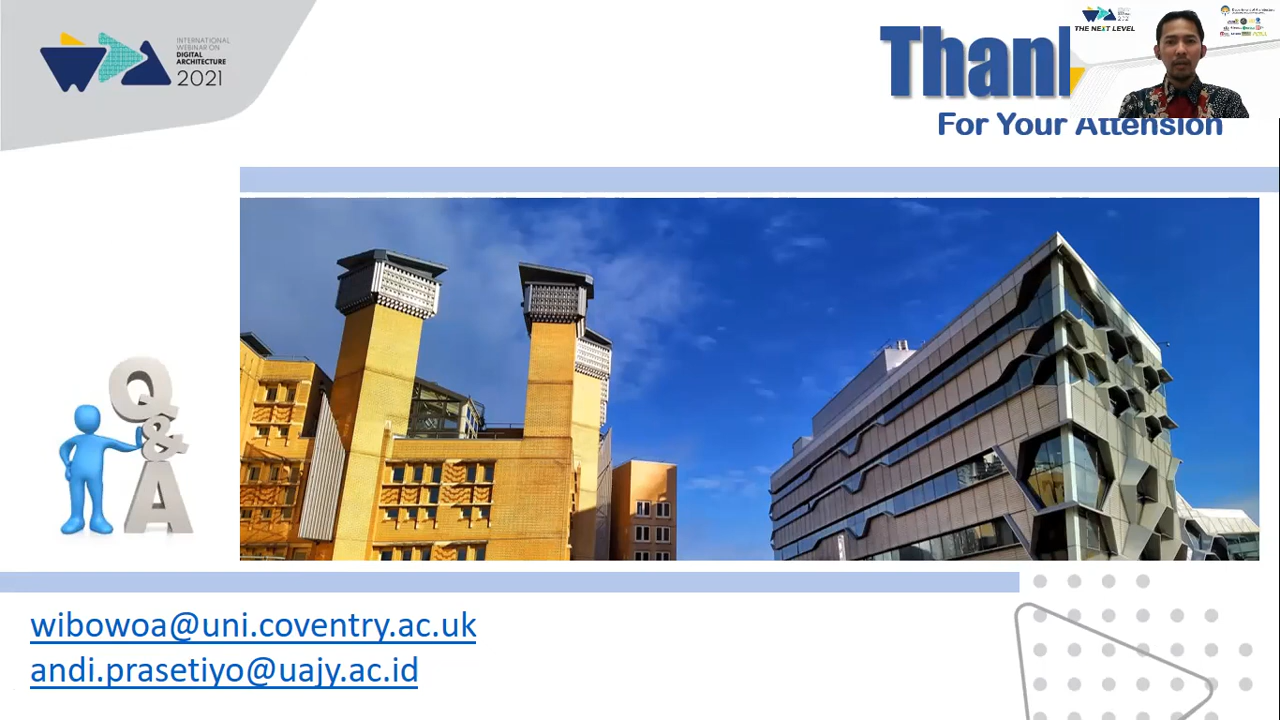 INTERNATIONAL
WEBINAR ON
DIGITAL
ARCHITECTURE
2021
Than
For Your Attension
THE NEXT LEVEL
Q
&
A
wibowoa@uni.coventry.ac.uk
andi.prasetiyo@uajy.ac.id